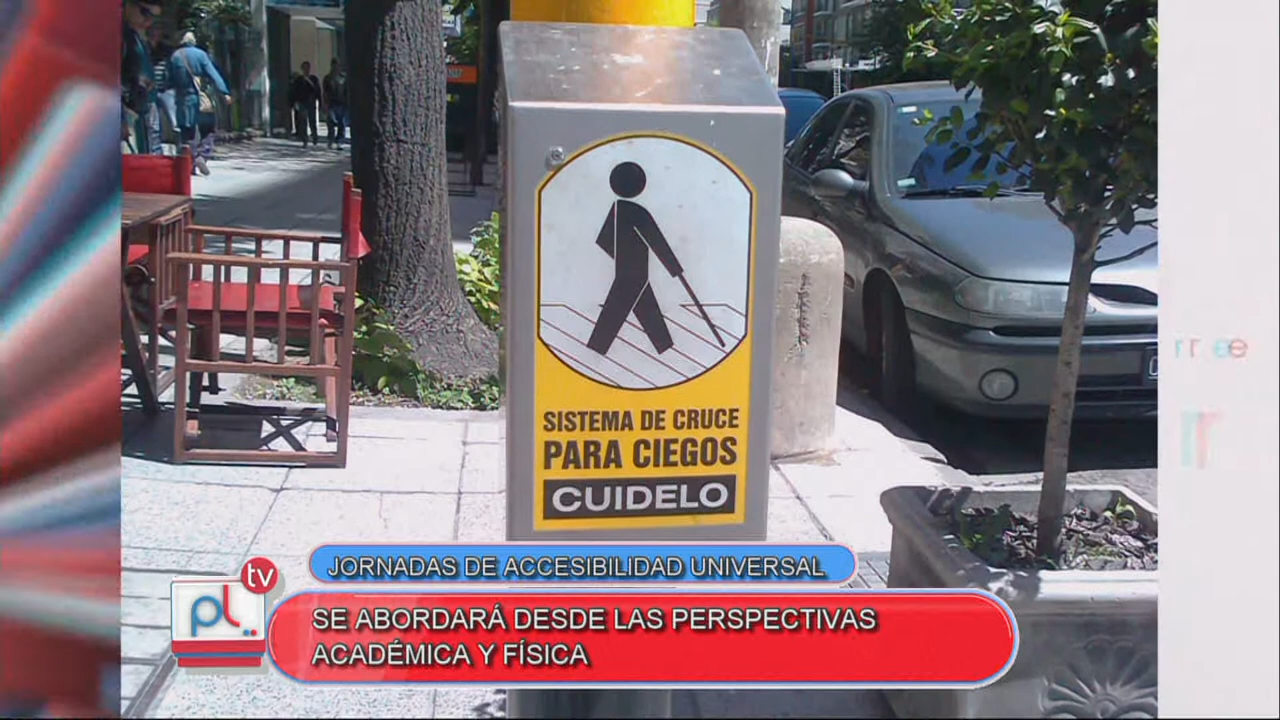 SISTEMA DE CRUCE
PARA CIEGOS
CUIDELO
JORNADAS DE ACCESIBILIDAD UNIVERSAL
tv
pl..
SE ABORDARÁ DESDE LAS PERSPECTIVAS
ACADÉMICA Y FÍSICA